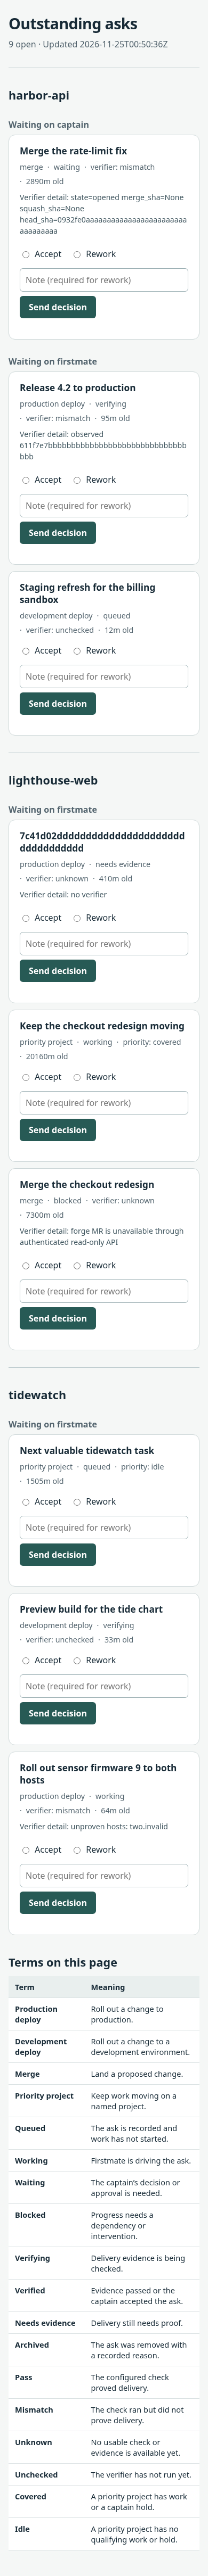 Outstanding asks
9 open · Updated 2026-11-25T00:50:36Z
harbor-api
Waiting on captain
Merge the rate-limit fix
merge · waiting · verifier: mismatch
· 2890m old
Verifier detail: state=opened merge_sha=None
squash_sha=None
Accept Rework
Note (required for rework)
Send decision
Waiting on firstmate
Release 4.2 to production
production deploy · verifying
· verifier: mismatch · 95m old
Verifier detail: observed
Accept Rework
Note (required for rework)
Send decision
Staging refresh for the billing
sandbox
development deploy · queued
· verifier: unchecked · 12m old
Accept Rework
Note (required for rework)
Send decision
lighthouse-web
Waiting on firstmate
production deploy · needs evidence
· verifier: unknown · 410m old
Verifier detail: no verifier
Accept Rework
Note (required for rework)
Send decision
Keep the checkout redesign moving
priority project · working · priority: covered
· 20160m old
Accept Rework
Note (required for rework)
Send decision
Merge the checkout redesign
merge · blocked · verifier: unknown
· 7300m old
Verifier detail: forge MR is unavailable through
authenticated read-only API
Accept Rework
Note (required for rework)
Send decision
tidewatch
Waiting on firstmate
Next valuable tidewatch task
priority project · queued · priority: idle
· 1505m old
Accept Rework
Note (required for rework)
Send decision
Preview build for the tide chart
development deploy · verifying
· verifier: unchecked · 33m old
Accept Rework
Note (required for rework)
Send decision
Roll out sensor firmware 9 to both
hosts
production deploy · working
· verifier: mismatch · 64m old
Verifier detail: unproven hosts: two.invalid
Accept Rework
Note (required for rework)
Send decision
Terms on this page
Term Meaning
Production Roll out a change to
deploy production.
Development Roll out a change to a
deploy development environment.
Merge Land a proposed change.
Priority project Keep work moving on a
named project.
Queued The ask is recorded and
work has not started.
Working Firstmate is driving the ask.
Waiting The captain's decision or
approval is needed.
Blocked Progress needs a
dependency or
intervention.
Verifying Delivery evidence is being
checked.
Verified Evidence passed or the
captain accepted the ask.
Needs evidence Delivery still needs proof.
Archived The ask was removed with
a recorded reason.
Pass The configured check
proved delivery.
Mismatch The check ran but did not
prove delivery.
Unknown No usable check or
evidence is available yet.
Unchecked The verifier has not run yet.
Covered A priority project has work
or a captain hold.
Idle A priority project has no
qualifying work or hold.